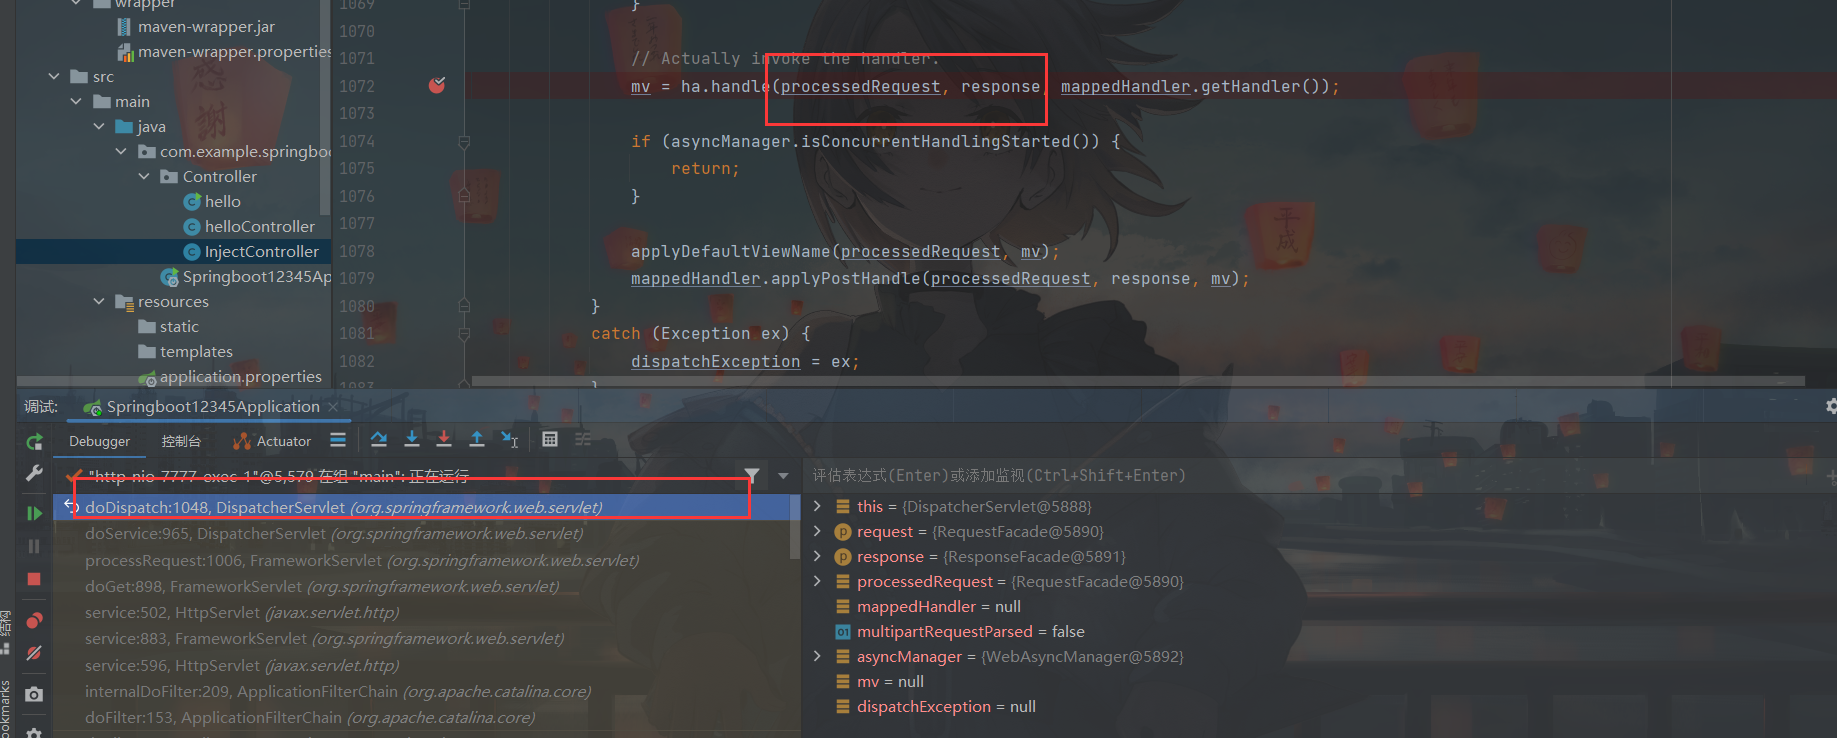 wrapper
maven-wrapper.jar
maven-wrapper.properties
src
main
java
com.example.springboo
Controller
hello
helloController
InjectController
Springboot12345Ap
resources
static
templates
application.properties
1069 }
1070
1071 // Actually invoke the handler.
1072 mv = ha.handle(processedRequest, response, mappedHandler.getHandler());
1073
1074 if (asyncManager.isConcurrentHandlingStarted()) {
1075 return;
1076 }
1077
1078 applyDefaultViewName(processedRequest, mv);
1079 mappedHandler.applyPostHandle(processedRequest, response, mv);
1080 }
1081 catch (Exception ex) {
1082 dispatchException = ex;
1083 }
感謝
平成
调试: Springboot12345Application
Debugger 控制台 Actuator
"http-nio-7777-exec-1"@5,579 在组 "main": 正在运行
doDispatch:1048, DispatcherServlet (org.springframework.web.servlet)
doService:965, DispatcherServlet (org.springframework.web.servlet)
processRequest:1006, FrameworkServlet (org.springframework.web.servlet)
doGet:898, FrameworkServlet (org.springframework.web.servlet)
service:502, HttpServlet (javax.servlet.http)
service:883, FrameworkServlet (org.springframework.web.servlet)
service:596, HttpServlet (javax.servlet.http)
internalDoFilter:209, ApplicationFilterChain (org.apache.catalina.core)
doFilter:153, ApplicationFilterChain (org.apache.catalina.core)
评估表达式(Enter)或添加监视(Ctrl+Shift+Enter)
this = {DispatcherServlet@5888}
p request = {RequestFacade@5890}
p response = {ResponseFacade@5891}
processedRequest = {RequestFacade@5890}
mappedHandler = null
01 multipartRequestParsed = false
asyncManager = {WebAsyncManager@5892}
mv = null
dispatchException = null
结构
ookmarks